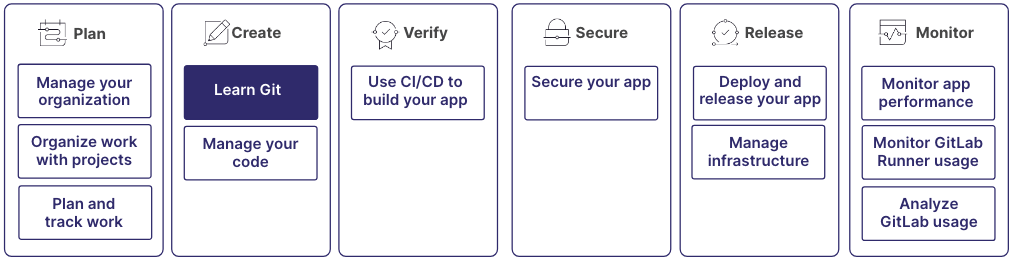 Plan
Manage your
organization
Organize work
with projects
Plan and
track work
Create
Learn Git
Manage your
code
Verify
Use CI/CD to
build your app
Secure
Secure your app
Release
Deploy and
release your app
Manage
infrastructure
Monitor
Monitor app
performance
Monitor GitLab
Runner usage
Analyze
GitLab usage